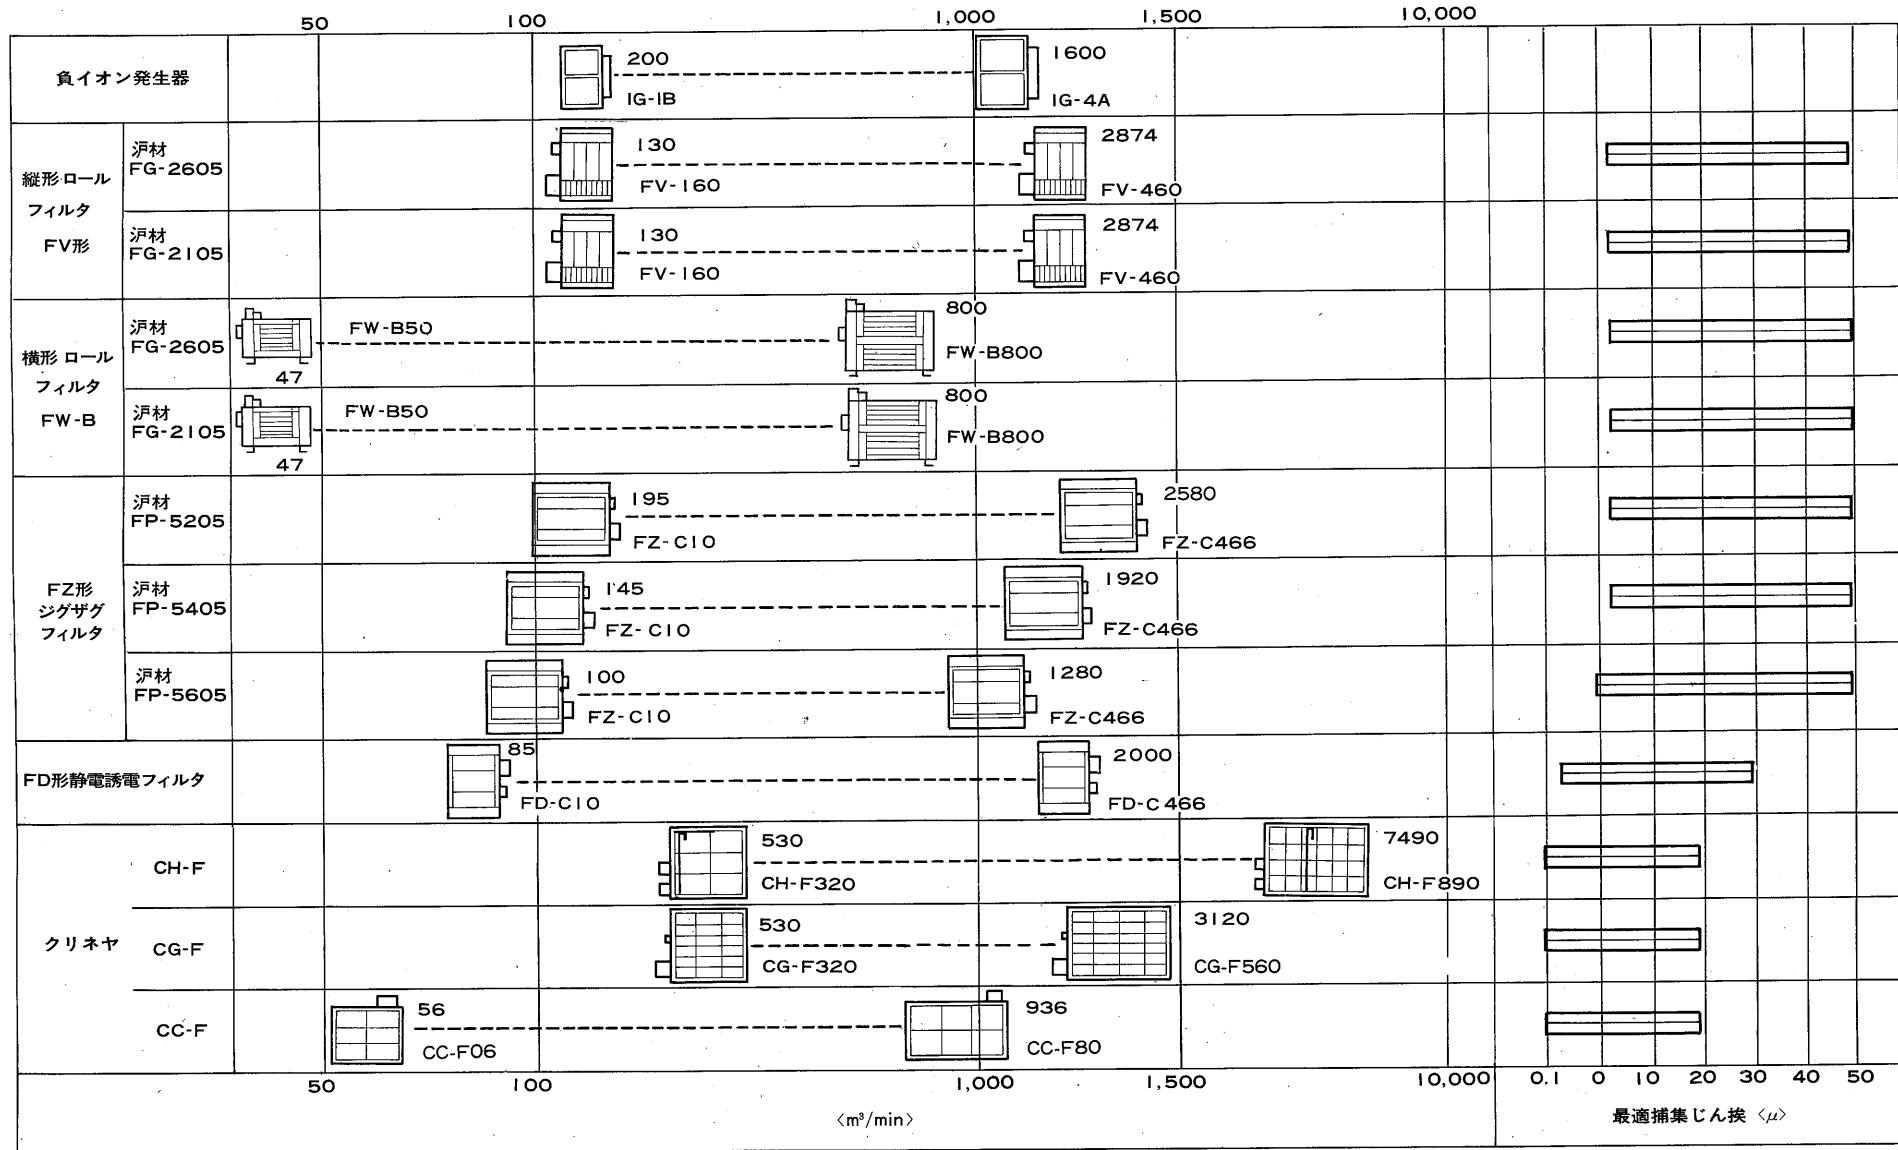 50 100 1,000 1,500 10,000
負イオン発生器
200
IG-1B
1600
IG-4A
縦形ロール
フィルタ
FV形
沪材
FG-2605
130
FV-160
2874
FV-460
沪材
FG-2105
130
FV-160
2874
FV-460
横形 ロール
フィルタ
FW-B
沪材
FG-2605
FW-B50
47
800
FW-B800
沪材
FG-2105
FW-B50
47
800
FW-B800
FZ形
ジグザグ
フィルタ
沪材
FP-5205
195
FZ-C10
2580
FZ-C466
沪材
FP-5405
145
FZ-C10
1920
FZ-C466
沪材
FP-5605
100
FZ-C10
1280
FZ-C466
FD形静電誘電フィルタ
85
FD-C10
2000
FD-C466
クリネヤ
CH-F
530
CH-F320
7490
CH-F890
CG-F
530
CG-F320
3120
CG-F560
CC-F
56
CC-F06
936
CC-F80
50 100 1,000 1,500 10,000 0.1 0 10 20 30 40 50
〈m³/min〉
最適捕集じん挨 〈μ〉